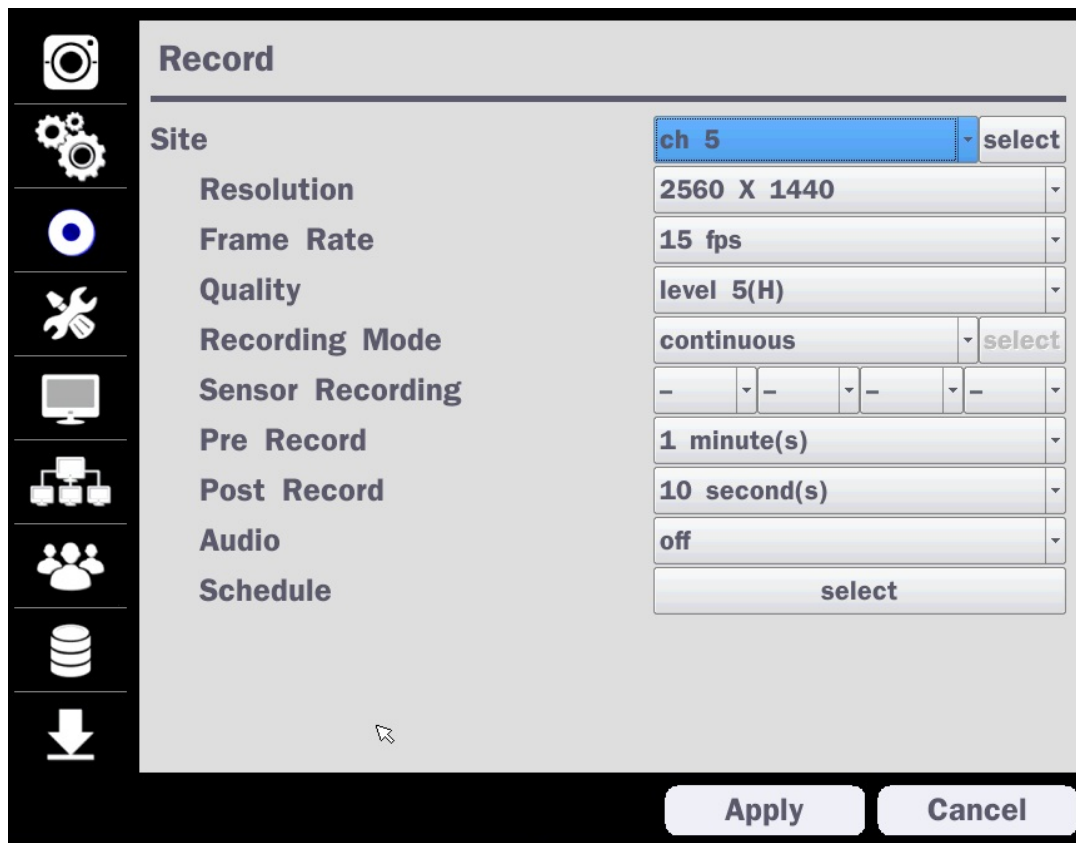 Record
Site ch 5 select
Resolution 2560 X 1440
Frame Rate 15 fps
Quality level 5(H)
Recording Mode continuous select
Sensor Recording – – – –
Pre Record 1 minute(s)
Post Record 10 second(s)
Audio off
Schedule select
Apply Cancel